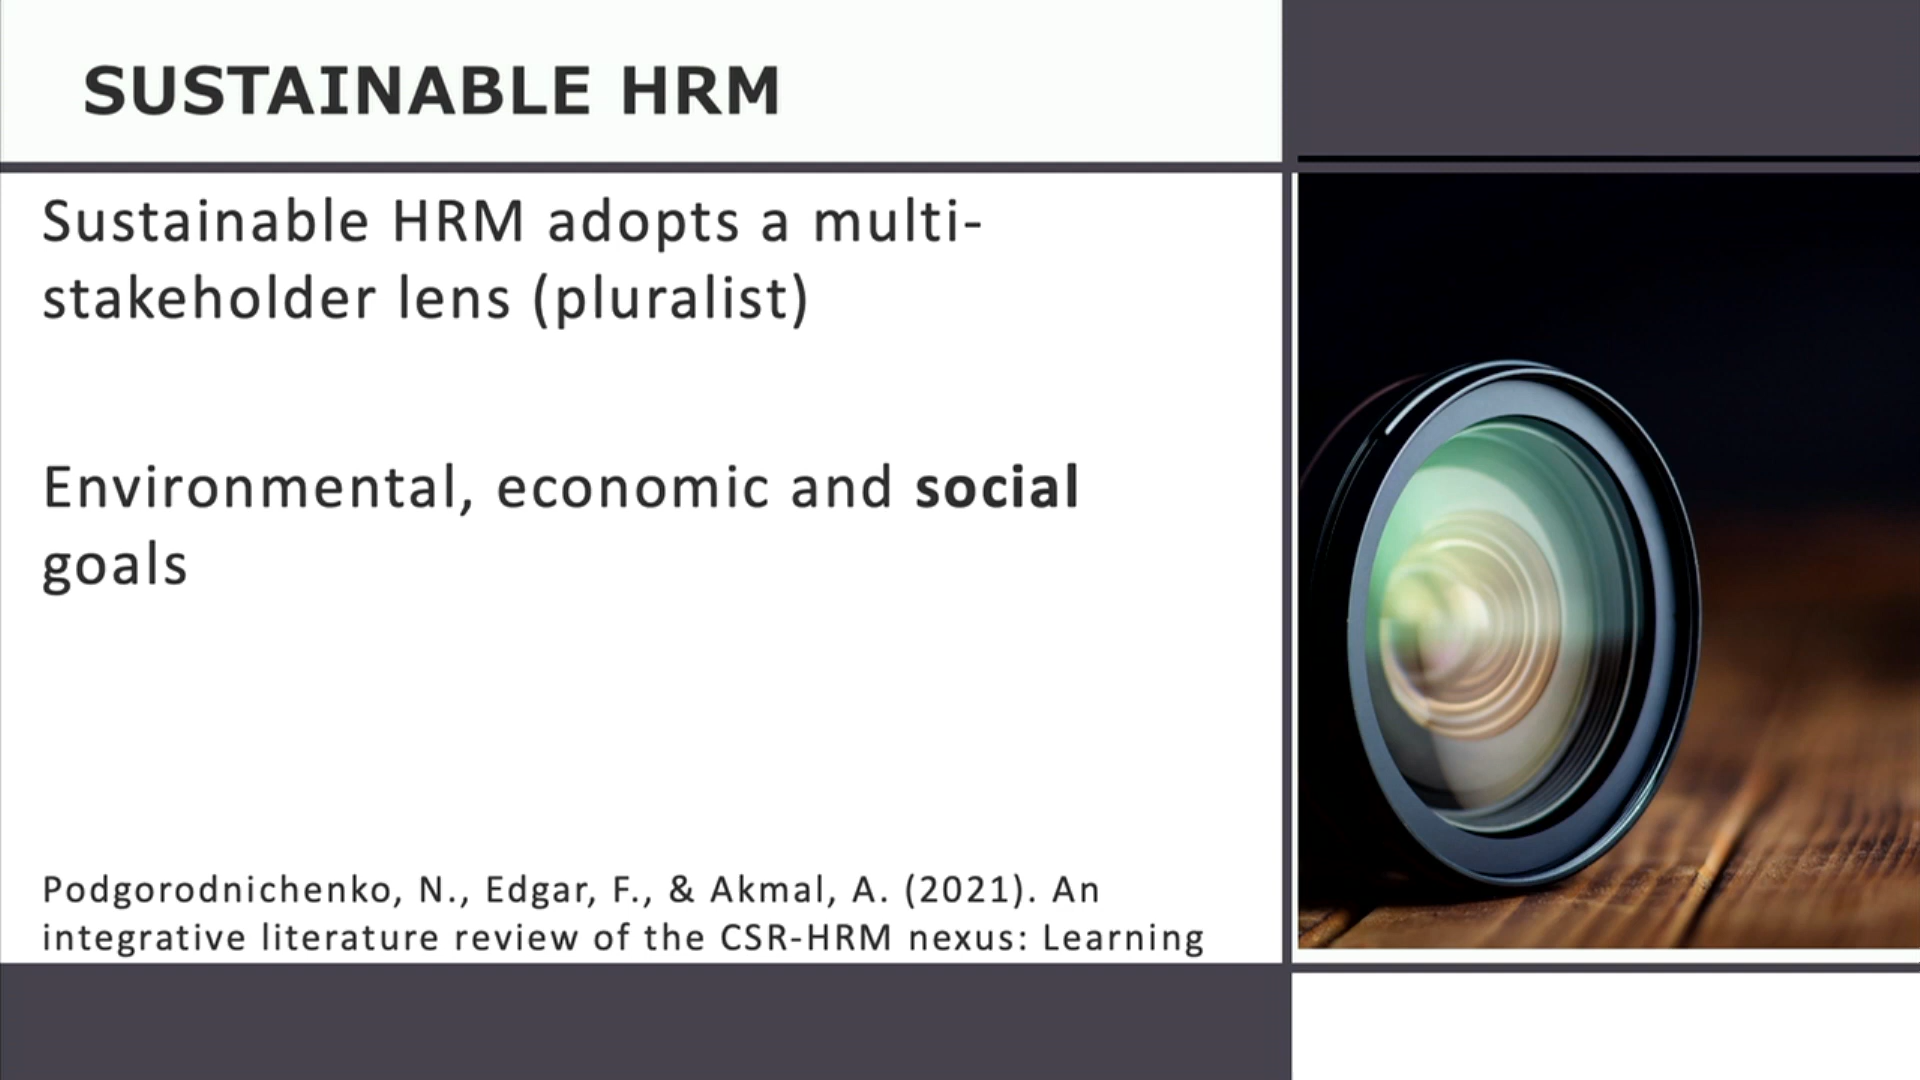 SUSTAINABLE HRM
Sustainable HRM adopts a multi-
stakeholder lens (pluralist)
Environmental, economic and social
goals
Podgorodnichenko, N., Edgar, F., & Akmal, A. (2021). An
integrative literature review of the CSR-HRM nexus: Learning